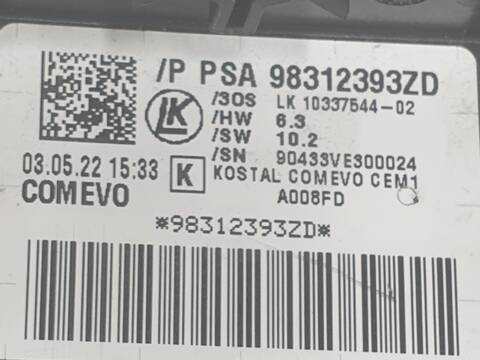 /P PSA 98312393ZD
/3OS LK 10337544-02
/HW 6.3
/SW 10.2
/SN 90433VE300024
03.05.22 15:33 K KOSTAL COMEVO CEM1
COMEVO A008FD
*98312393ZD*